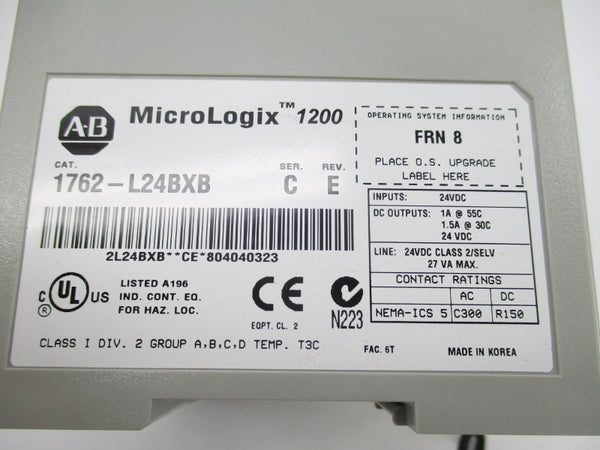 AB
MicroLogix™ 1200
CAT.
SER.
REV.
1762-L24BXB
C
E
2L24BXB**CE*804040323
OPERATING SYSTEM INFORMATION
FRN 8
PLACE O.S. UPGRADE
LABEL HERE
INPUTS: 24VDC
DC OUTPUTS: 1A @ 55C
1.5A @ 30C
24 VDC
LINE: 24VDC CLASS 2/SELV
27 VA MAX.
CONTACT RATINGS
AC DC
NEMA-ICS 5 C300 R150
C UL US
®
LISTED A196
IND. CONT. EQ.
FOR HAZ. LOC.
CE
EQPT. CL. 2
N223
CLASS I DIV. 2 GROUP A,B,C,D TEMP. T3C
FAC. 6T
MADE IN KOREA